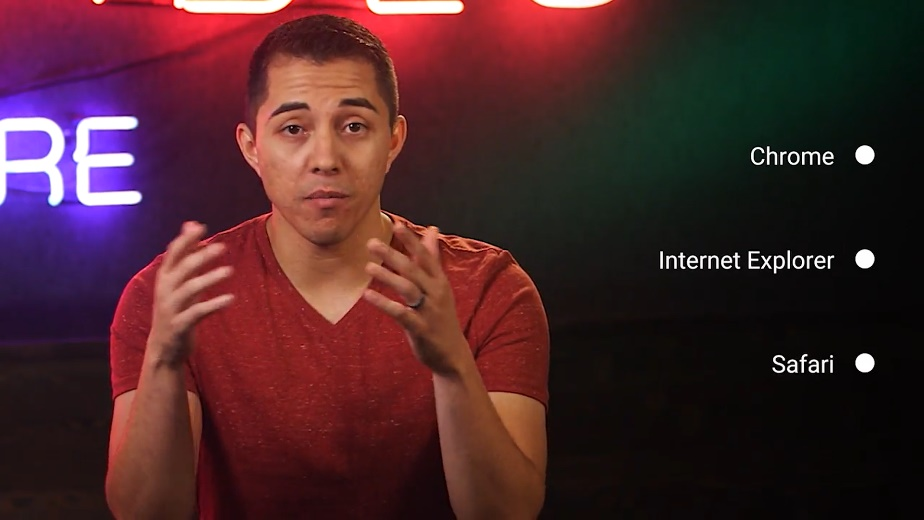 RE
Chrome
Internet Explorer
Safari